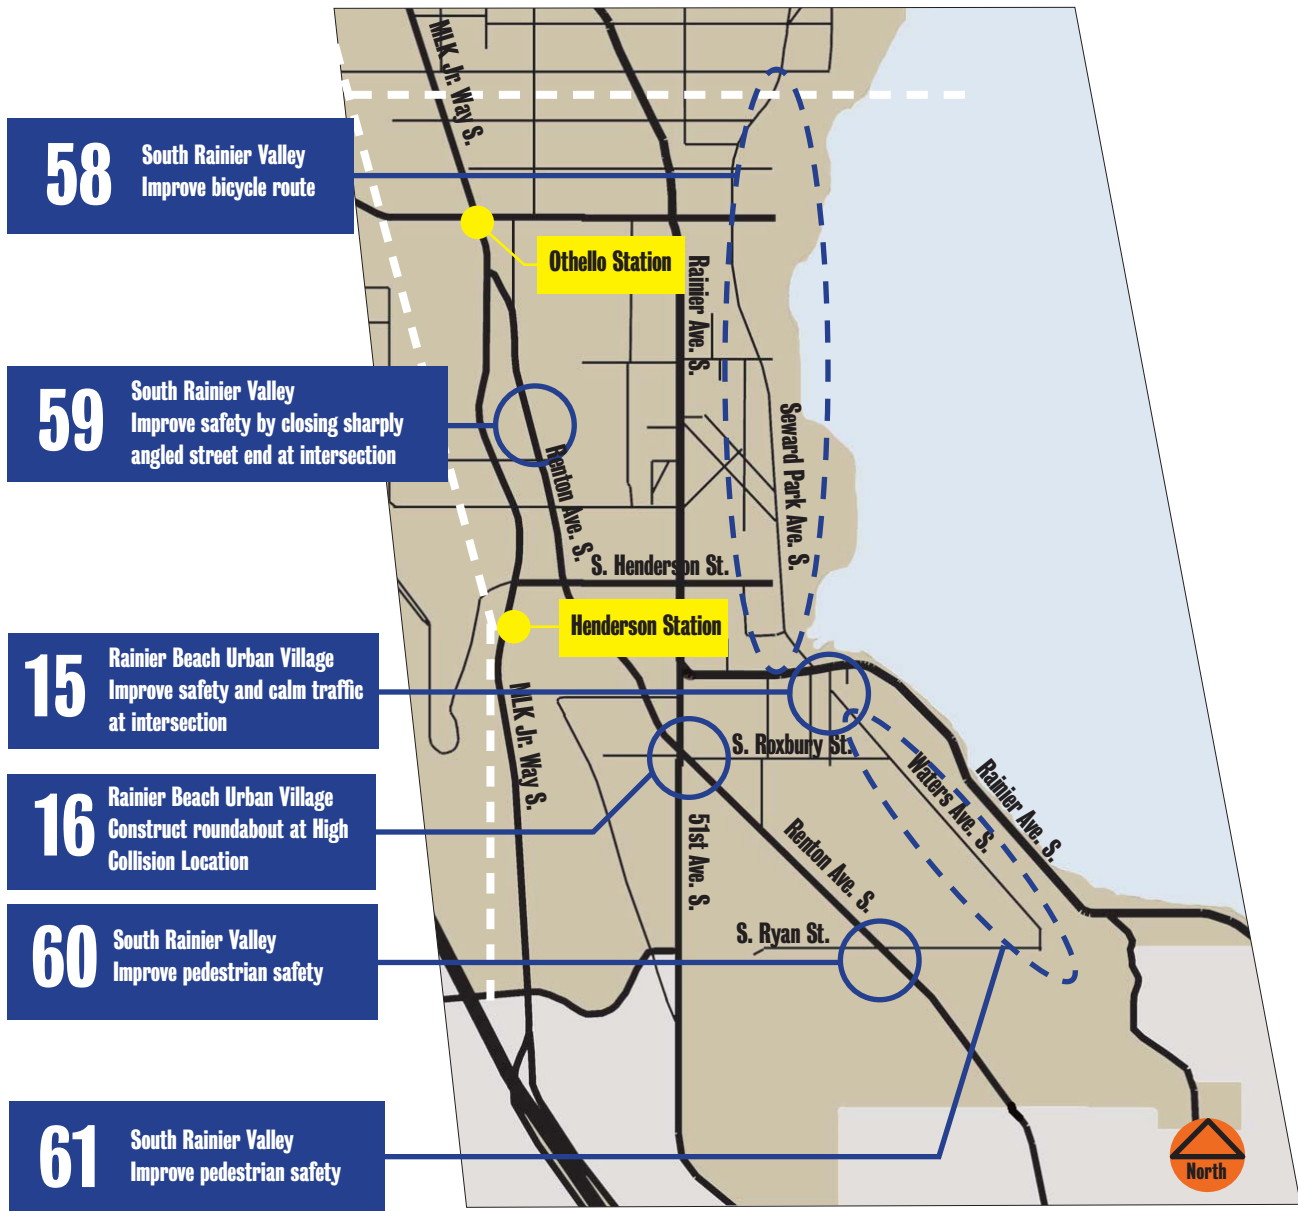 MLK Jr. Way S.
58
South Rainier Valley
Improve bicycle route
Othello Station
Rainier Ave. S.
59
South Rainier Valley
Improve safety by closing sharply
angled street end at intersection
Renton Ave. S.
Seward Park Ave. S.
S. Henderson St.
Henderson Station
15
Rainier Beach Urban Village
Improve safety and calm traffic
at intersection
MLK Jr. Way S.
S. Roxbury St.
Waters Ave. S.
Rainier Ave. S.
16
Rainier Beach Urban Village
Construct roundabout at High
Collision Location
51st Ave. S.
Renton Ave. S.
60
South Rainier Valley
Improve pedestrian safety
S. Ryan St.
61
South Rainier Valley
Improve pedestrian safety
North